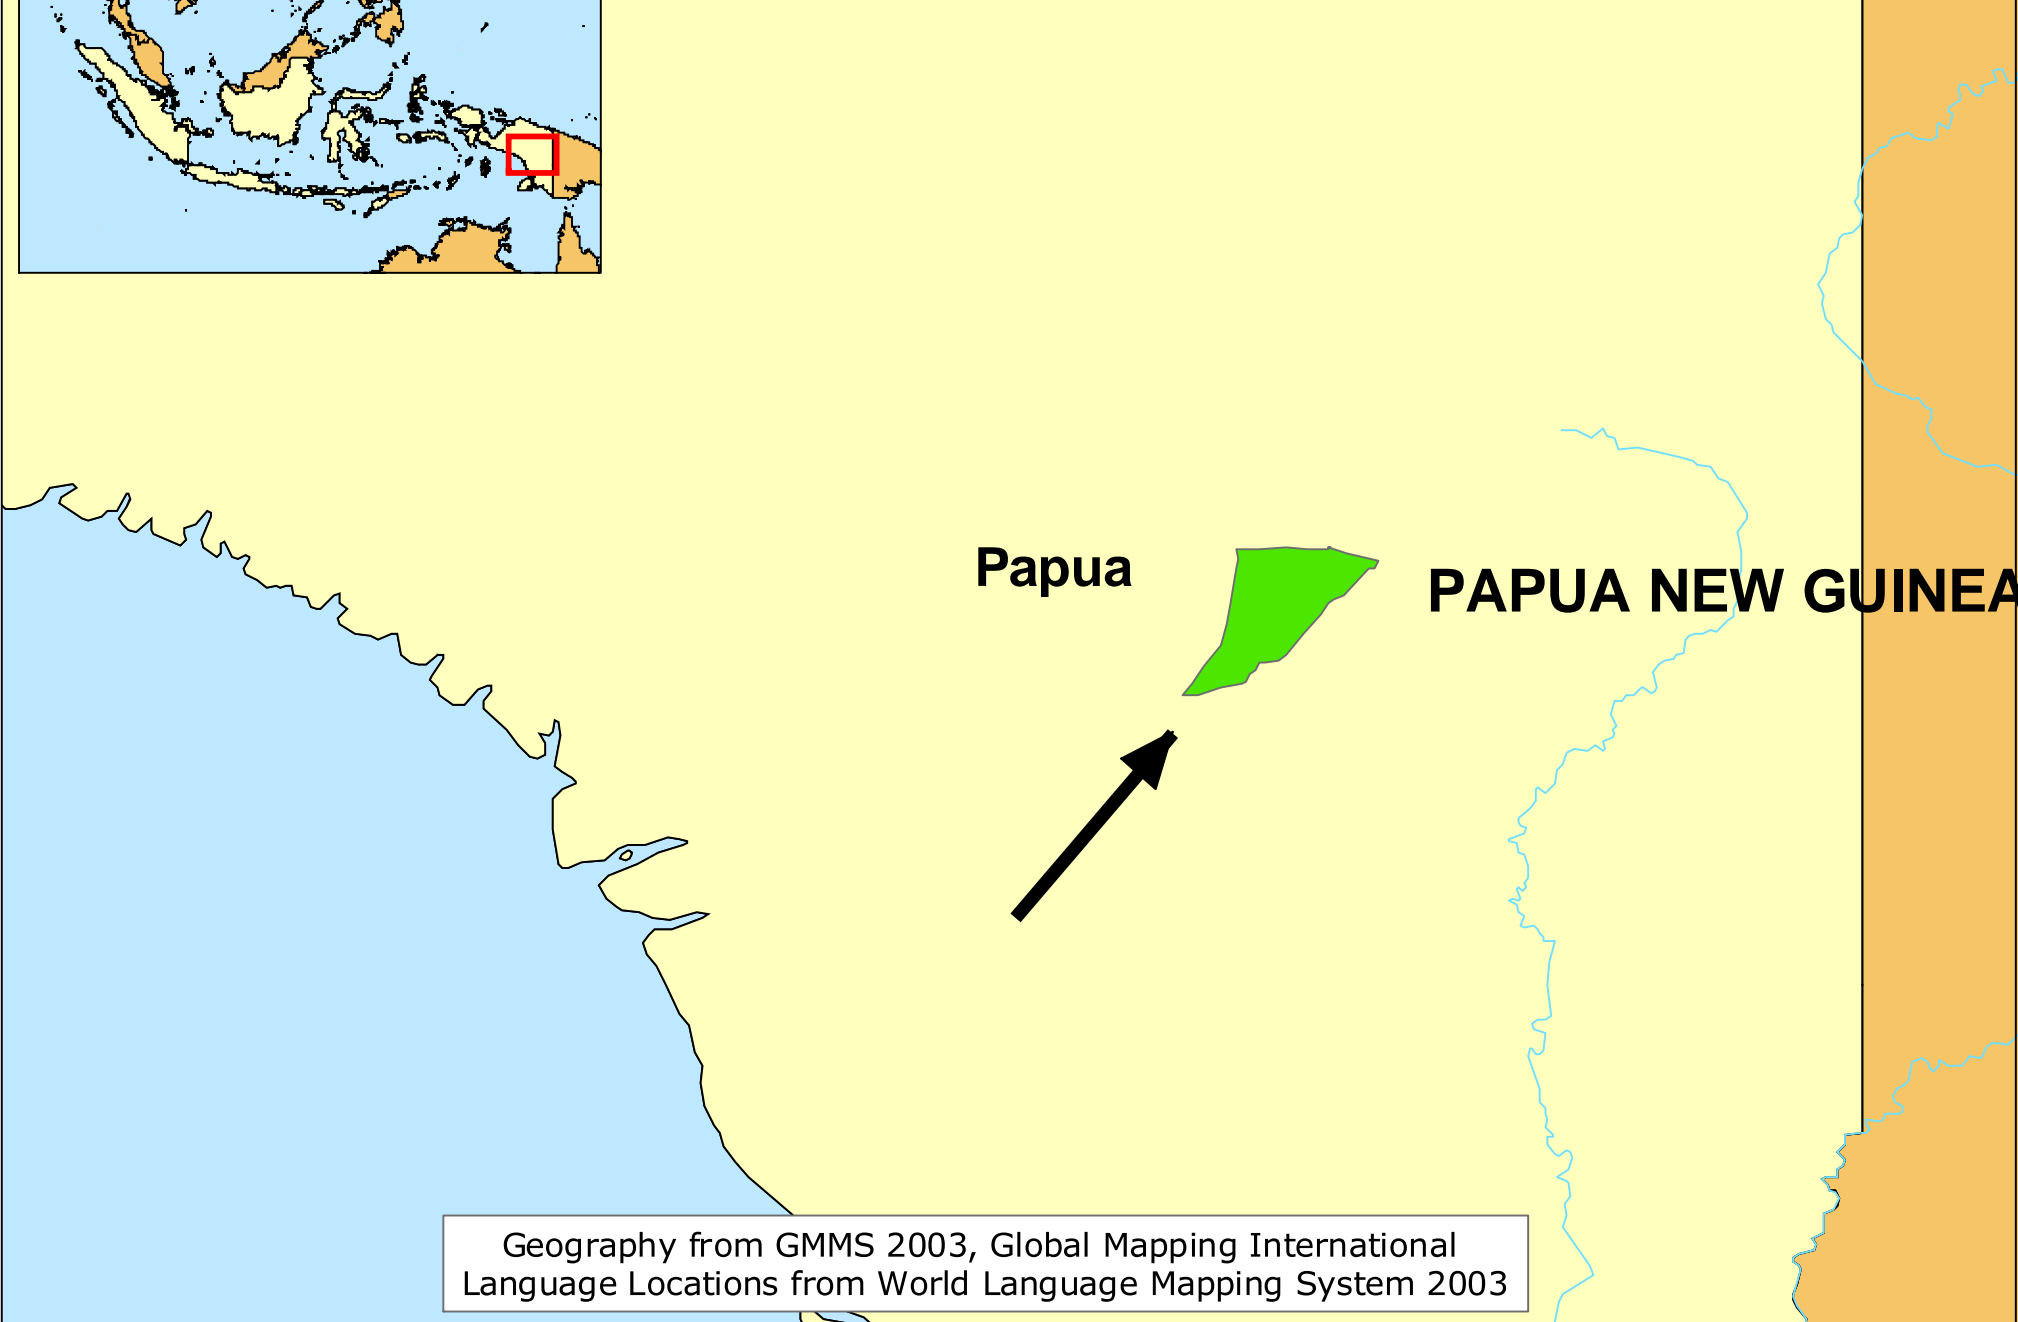 Papua
PAPUA NEW GUINEA
Geography from GMMS 2003, Global Mapping International
Language Locations from World Language Mapping System 2003